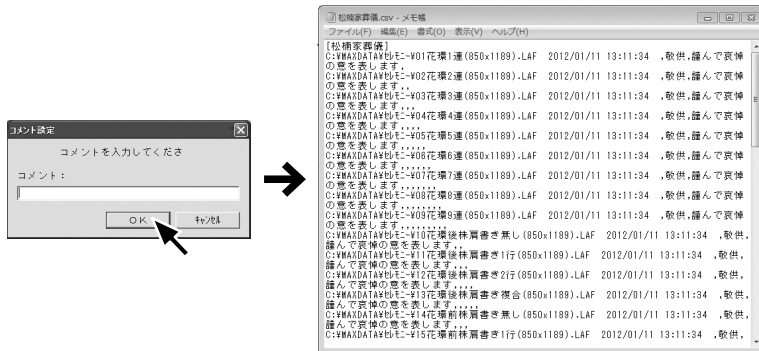 コメント設定
コメントを入力してくださ
コメント：
OK
ｷｬﾝｾﾙ
松楠家葬儀.csv - メモ帳
ファイル(F) 編集(E) 書式(O) 表示(V) ヘルプ(H)
[松楠家葬儀]
C:¥MAXDATA¥ｾﾚﾓﾆ~¥01花環1連(850x1189).LAF 2012/01/11 13:11:34 ,敬供,謹んで哀悼
の意を表します,
C:¥MAXDATA¥ｾﾚﾓﾆ~¥02花環2連(850x1189).LAF 2012/01/11 13:11:34 ,敬供,謹んで哀悼
の意を表します,,
C:¥MAXDATA¥ｾﾚﾓﾆ~¥03花環3連(850x1189).LAF 2012/01/11 13:11:34 ,敬供,謹んで哀悼
の意を表します,,,
C:¥MAXDATA¥ｾﾚﾓﾆ~¥04花環4連(850x1189).LAF 2012/01/11 13:11:34 ,敬供,謹んで哀悼
の意を表します,,,,
C:¥MAXDATA¥ｾﾚﾓﾆ~¥05花環5連(850x1189).LAF 2012/01/11 13:11:34 ,敬供,謹んで哀悼
の意を表します,,,,,
C:¥MAXDATA¥ｾﾚﾓﾆ~¥06花環6連(850x1189).LAF 2012/01/11 13:11:34 ,敬供,謹んで哀悼
の意を表します,,,,,,
C:¥MAXDATA¥ｾﾚﾓﾆ~¥07花環7連(850x1189).LAF 2012/01/11 13:11:34 ,敬供,謹んで哀悼
の意を表します,,,,,,,
C:¥MAXDATA¥ｾﾚﾓﾆ~¥08花環8連(850x1189).LAF 2012/01/11 13:11:34 ,敬供,謹んで哀悼
の意を表します,,,,,,,,
C:¥MAXDATA¥ｾﾚﾓﾆ~¥09花環9連(850x1189).LAF 2012/01/11 13:11:34 ,敬供,謹んで哀悼
の意を表します,,,,,,,,,
C:¥MAXDATA¥ｾﾚﾓﾆ~¥10花環後株肩書き無し(850x1189).LAF 2012/01/11 13:11:34 ,敬供,
謹んで哀悼の意を表します,,
C:¥MAXDATA¥ｾﾚﾓﾆ~¥11花環後株肩書き1行(850x1189).LAF 2012/01/11 13:11:34 ,敬供,
謹んで哀悼の意を表します,,,
C:¥MAXDATA¥ｾﾚﾓﾆ~¥12花環後株肩書き2行(850x1189).LAF 2012/01/11 13:11:34 ,敬供,
謹んで哀悼の意を表します,,,,
C:¥MAXDATA¥ｾﾚﾓﾆ~¥13花環後株肩書き複合(850x1189).LAF 2012/01/11 13:11:34 ,敬供,
謹んで哀悼の意を表します,,,,
C:¥MAXDATA¥ｾﾚﾓﾆ~¥14花環前株肩書き無し(850x1189).LAF 2012/01/11 13:11:34 ,敬供,
謹んで哀悼の意を表します,,,
C:¥MAXDATA¥ｾﾚﾓﾆ~¥15花環前株肩書き1行(850x1189).LAF 2012/01/11 13:11:34 ,敬供,